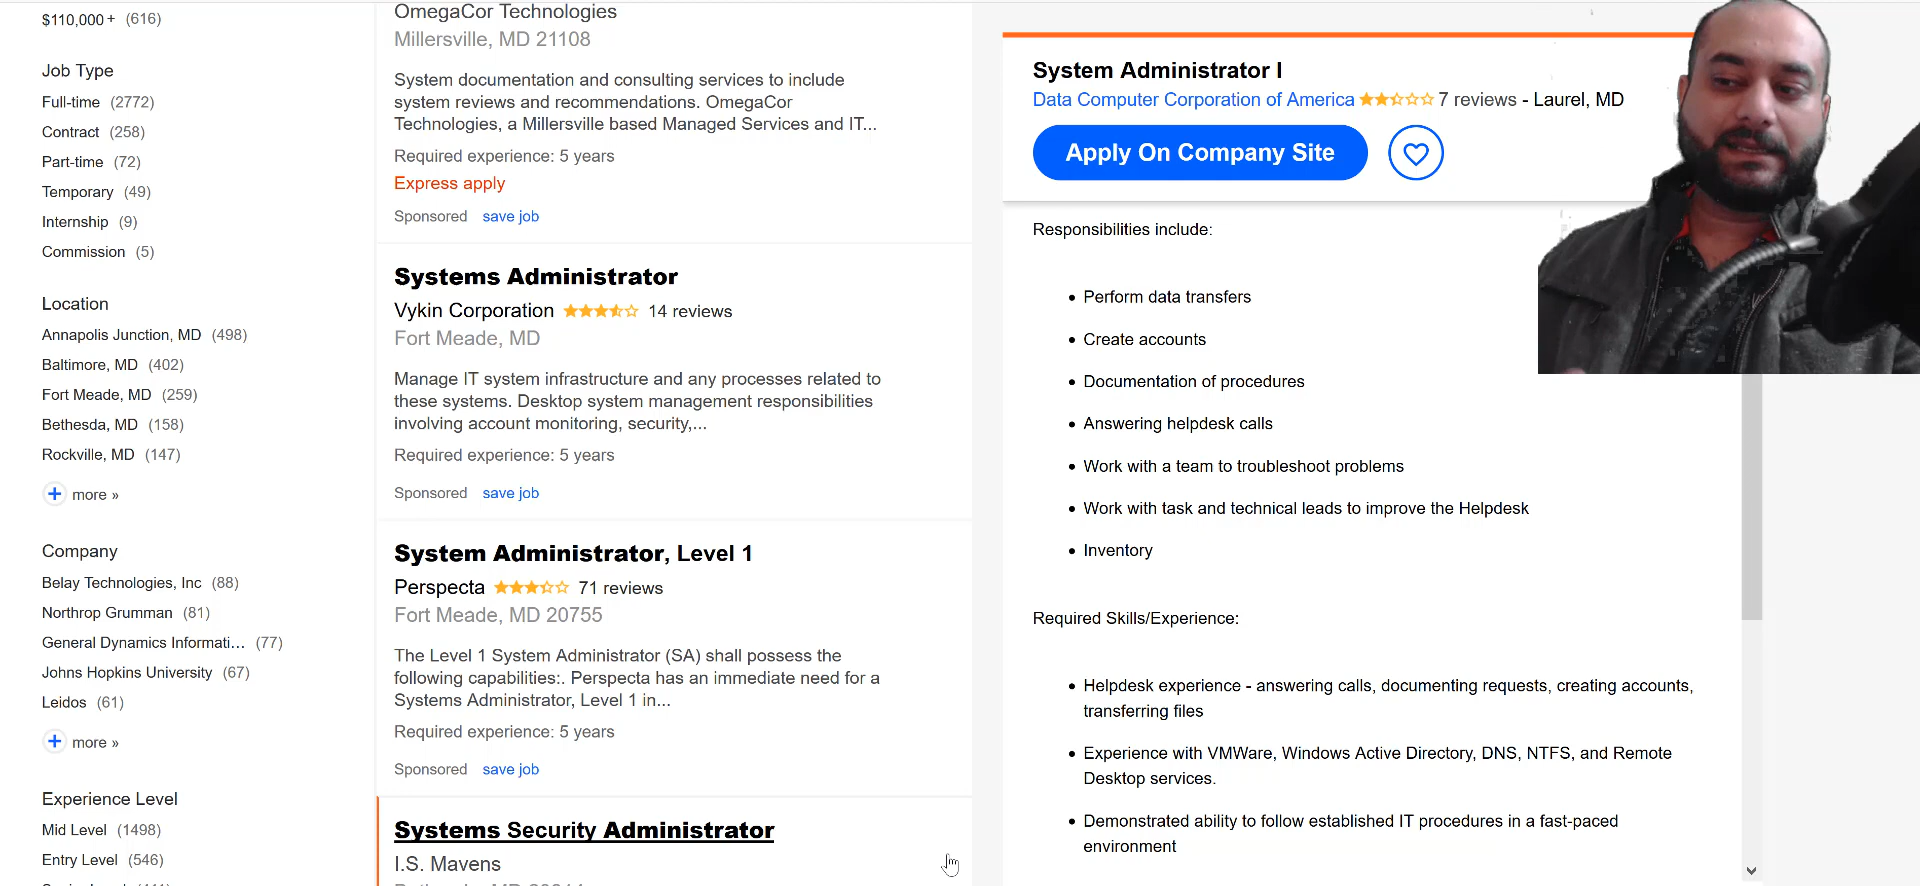 $110,000+ (616)
Job Type
Full-time (2772)
Contract (258)
Part-time (72)
Temporary (49)
Internship (9)
Commission (5)
Location
Annapolis Junction, MD (498)
Baltimore, MD (402)
Fort Meade, MD (259)
Bethesda, MD (158)
Rockville, MD (147)
+ more »
Company
Belay Technologies, Inc (88)
Northrop Grumman (81)
General Dynamics Informati... (77)
Johns Hopkins University (67)
Leidos (61)
+ more »
Experience Level
Mid Level (1498)
Entry Level (546)
OmegaCor Technologies
Millersville, MD 21108
System documentation and consulting services to include
system reviews and recommendations. OmegaCor
Technologies, a Millersville based Managed Services and IT...
Required experience: 5 years
Express apply
Sponsored save job
Systems Administrator
Vykin Corporation 14 reviews
Fort Meade, MD
Manage IT system infrastructure and any processes related to
these systems. Desktop system management responsibilities
involving account monitoring, security,...
Required experience: 5 years
Sponsored save job
System Administrator, Level 1
Perspecta 71 reviews
Fort Meade, MD 20755
The Level 1 System Administrator (SA) shall possess the
following capabilities:. Perspecta has an immediate need for a
Systems Administrator, Level 1 in...
Required experience: 5 years
Sponsored save job
Systems Security Administrator
I.S. Mavens
System Administrator I
Data Computer Corporation of America 7 reviews - Laurel, MD
Apply On Company Site
Responsibilities include:
• Perform data transfers
• Create accounts
• Documentation of procedures
• Answering helpdesk calls
• Work with a team to troubleshoot problems
• Work with task and technical leads to improve the Helpdesk
• Inventory
Required Skills/Experience:
• Helpdesk experience - answering calls, documenting requests, creating accounts,
transferring files
• Experience with VMWare, Windows Active Directory, DNS, NTFS, and Remote
Desktop services.
• Demonstrated ability to follow established IT procedures in a fast-paced
environment